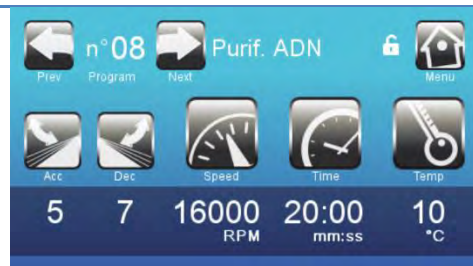 n°08 Purif. ADN
Prev Program Next Menu
Acc Dec Speed Time Temp
5 7 16000 20:00 10
RPM mm:ss °C